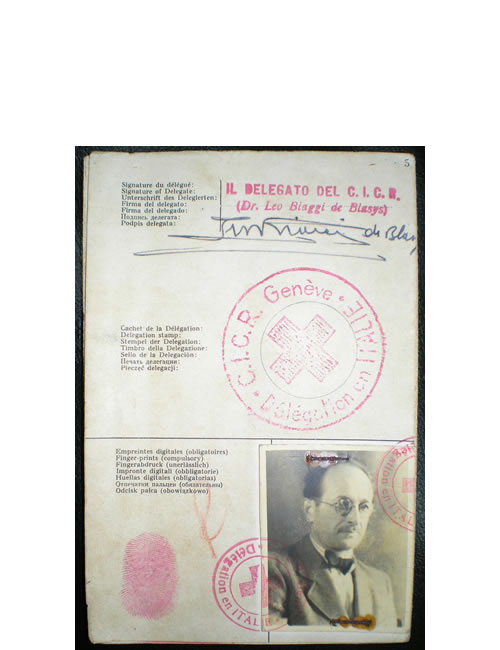 5
Signature du délégué:
Signature of Delegate:
Unterschrift des Delegierten:
Firma del delegato:
Firma del delegado:
Подпись делегата:
Podpis delegata:
IL DELEGATO DEL C. I. C. R.
(Dr. Leo Biaggi de Blasys)
de Blas
Cachet de la Délégation:
Delegation stamp:
Stempel der Delegation:
Timbro della Delegazione:
Sello de la Delegación:
Печать делегации:
Pieczęć delegacji:
C.I.C.R. Genève
Délégation en ITALIE
Empreintes digitales (obligatoires)
Finger-prints (compulsory)
Fingerabdruck (unerlässlich)
Impronte digitali (obbligatorie)
Huellas digitales (obligatorias)
Отпечатки пальцев (обязательны)
Odcisk palca (obowiązkowo)
Délégation en ITALIE